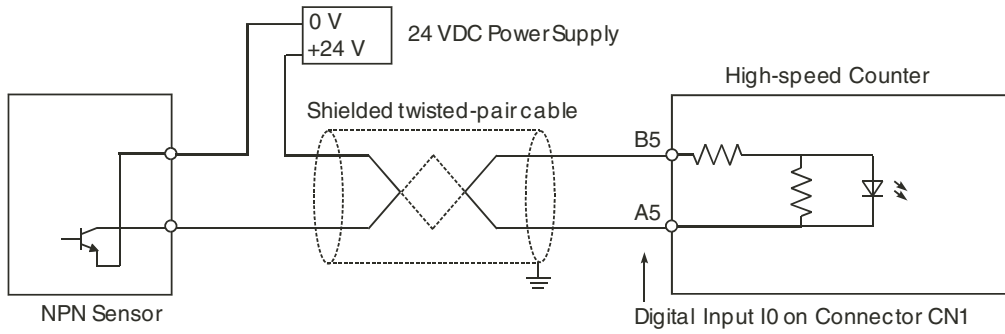 0 V
+24 V
24 VDC Power Supply
High-speed Counter
Shielded twisted-pair cable
B5
A5
NPN Sensor
Digital Input I0 on Connector CN1